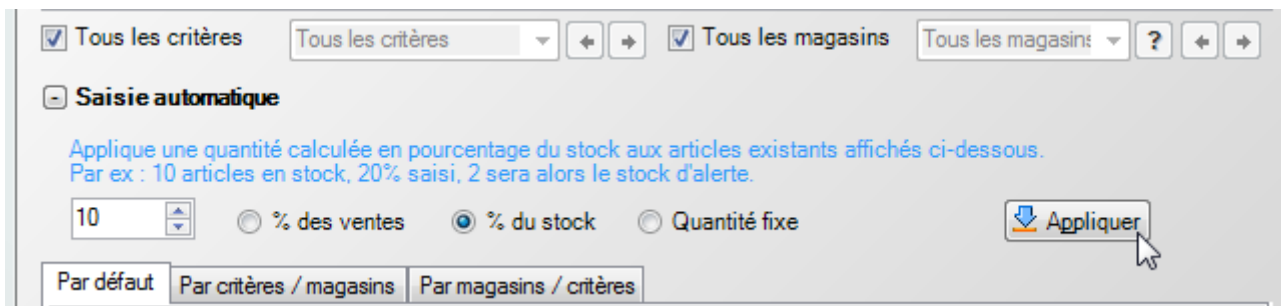 Tous les critères Tous les critères Tous les magasins Tous les magasins ?
Saisie automatique
Applique une quantité calculée en pourcentage du stock aux articles existants affichés ci-dessous.
Par ex : 10 articles en stock, 20% saisi, 2 sera alors le stock d'alerte.
10 % des ventes % du stock Quantité fixe Appliquer
Par défaut Par critères / magasins Par magasins / critères